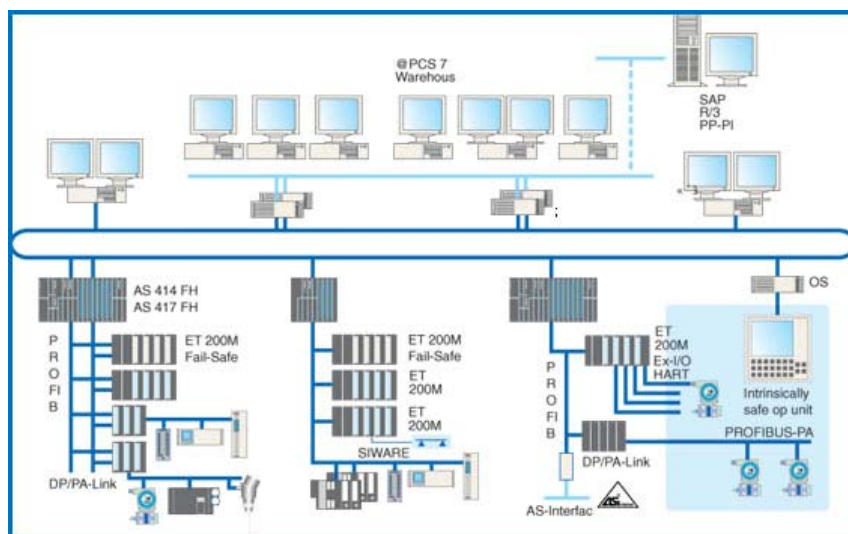 @PCS 7
Warehous
SAP
R/3
PP-PI
AS 414 FH
AS 417 FH
OS
PROFIB
ET 200M
Fail-Safe
DP/PA-Link
ET 200M
Fail-Safe
ET
200M
ET
200M
SIWARE
PROFIB
ET
200M
Ex-I/O
HART
DP/PA-Link
AS-Interfac
Intrinsically
safe op unit
PROFIBUS-PA